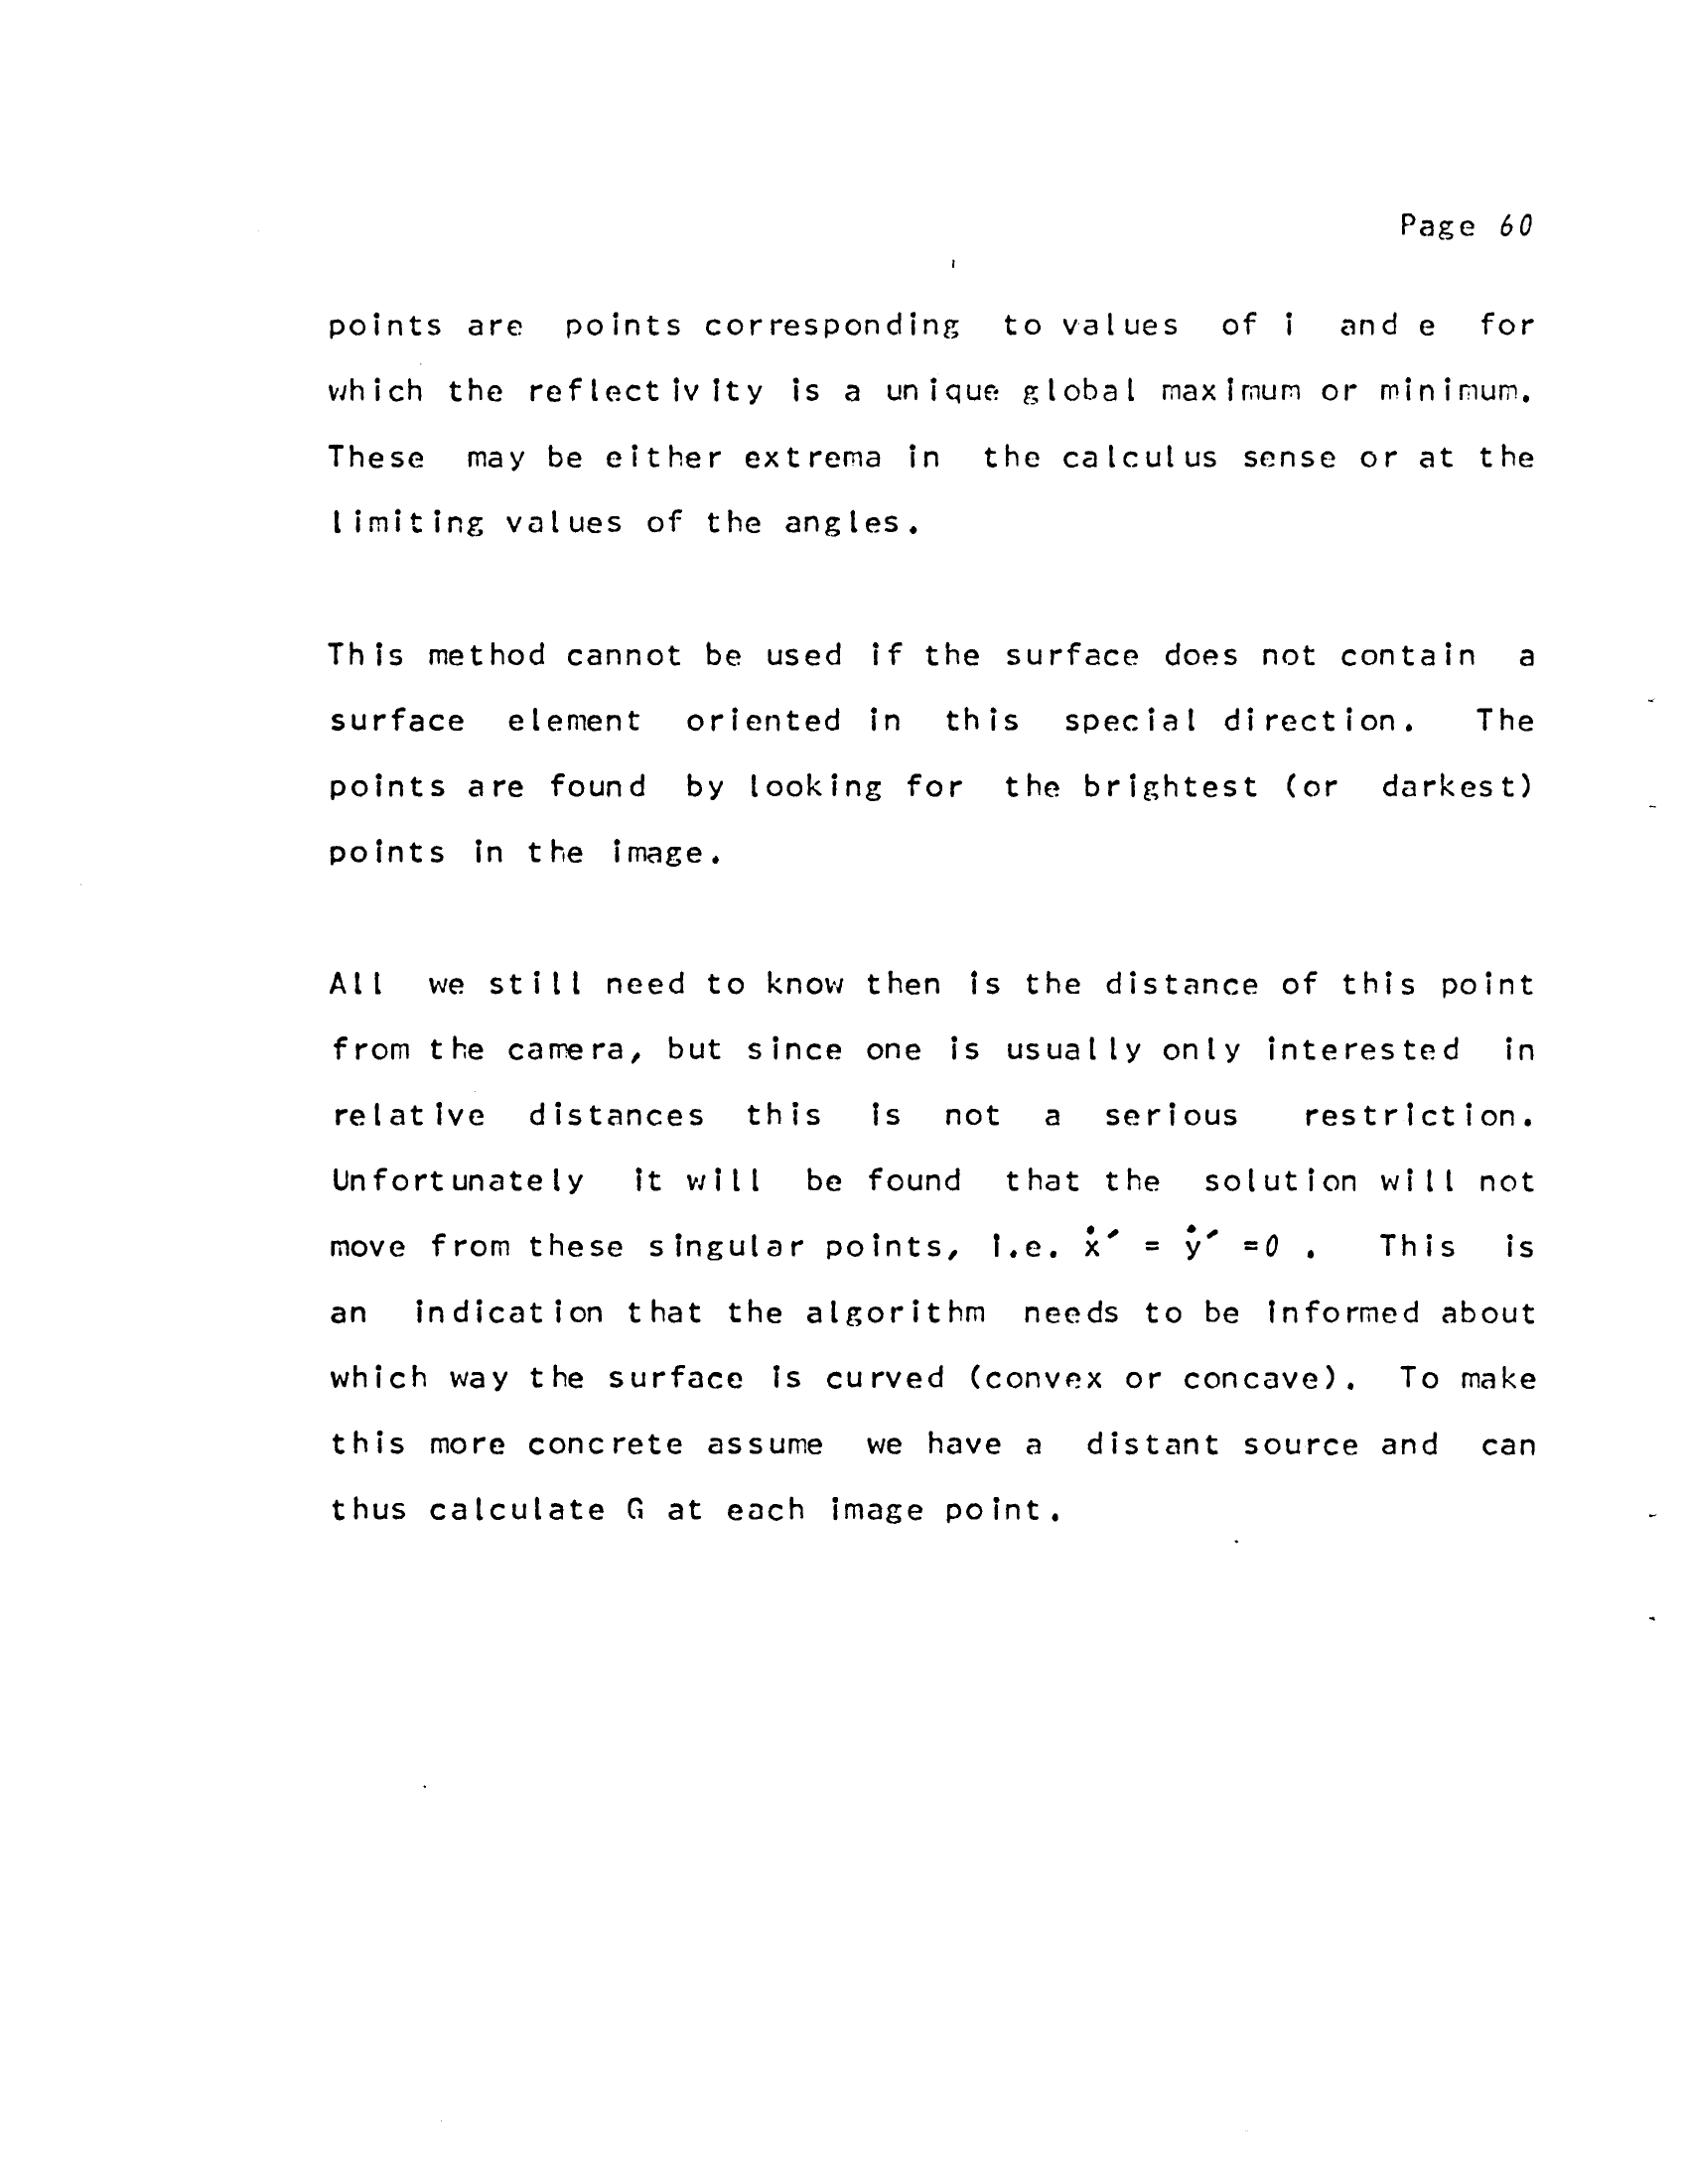 Page 60
points are points corresponding to values of i and e for
which the reflectivity is a unique global maximum or minimum.
These may be either extrema in the calculus sense or at the
limiting values of the angles.
This method cannot be used if the surface does not contain a
surface element oriented in this special direction. The
points are found by looking for the brightest (or darkest)
points in the image.
All we still need to know then is the distance of this point
from the camera, but since one is usually only interested in
relative distances this is not a serious restriction.
Unfortunately it will be found that the solution will not
move from these singular points, i.e. ẋ′ = ẏ′ =0 . This is
an indication that the algorithm needs to be informed about
which way the surface is curved (convex or concave). To make
this more concrete assume we have a distant source and can
thus calculate G at each image point.